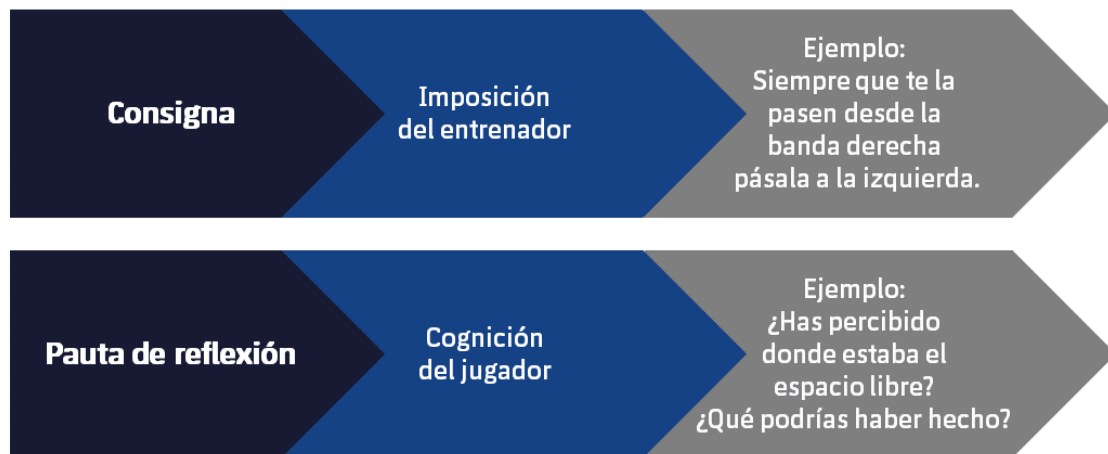 Consigna
Imposición
del entrenador
Ejemplo:
Siempre que te la
pasen desde la
banda derecha
pásala a la izquierda.
Pauta de reflexión
Cognición
del jugador
Ejemplo:
¿Has percibido
donde estaba el
espacio libre?
¿Qué podrías haber hecho?